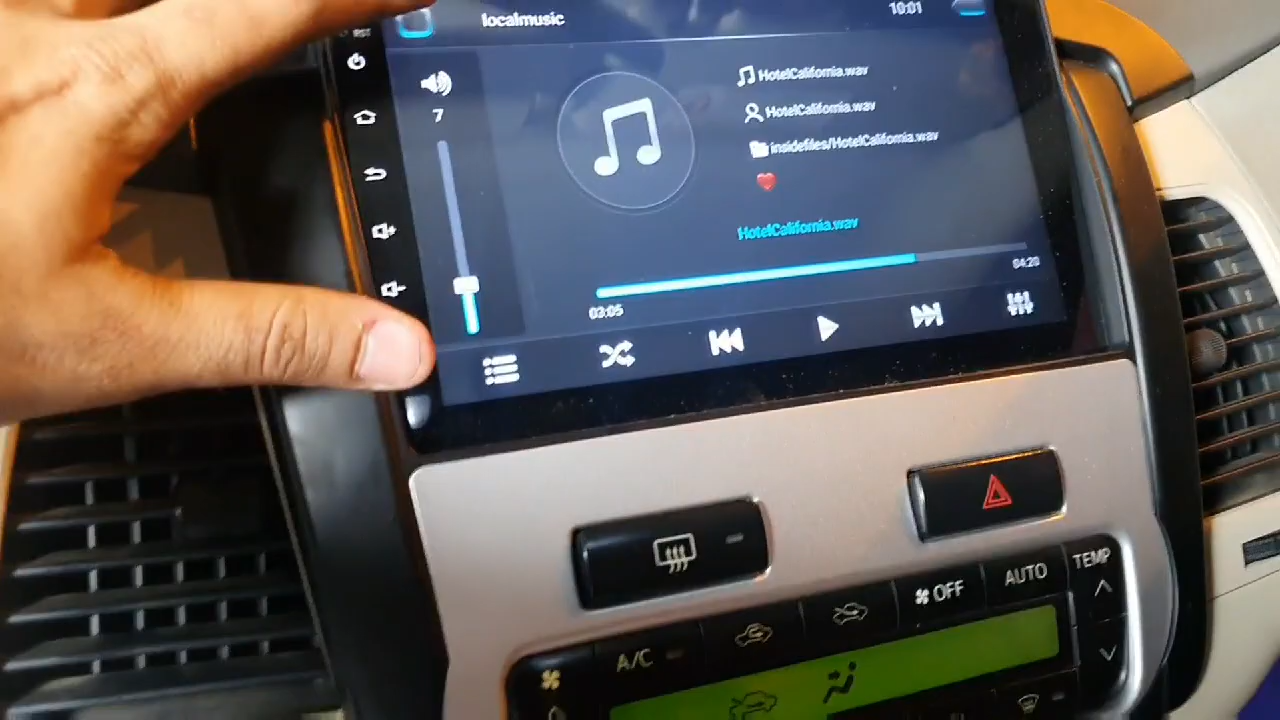 localmusic
10:01
RST
7
HotelCalifornia.wav
HotelCalifornia.wav
insidefiles/HotelCalifornia.wav
HotelCalifornia.wav
03:05
04:20
TEMP
OFF
AUTO
A/C